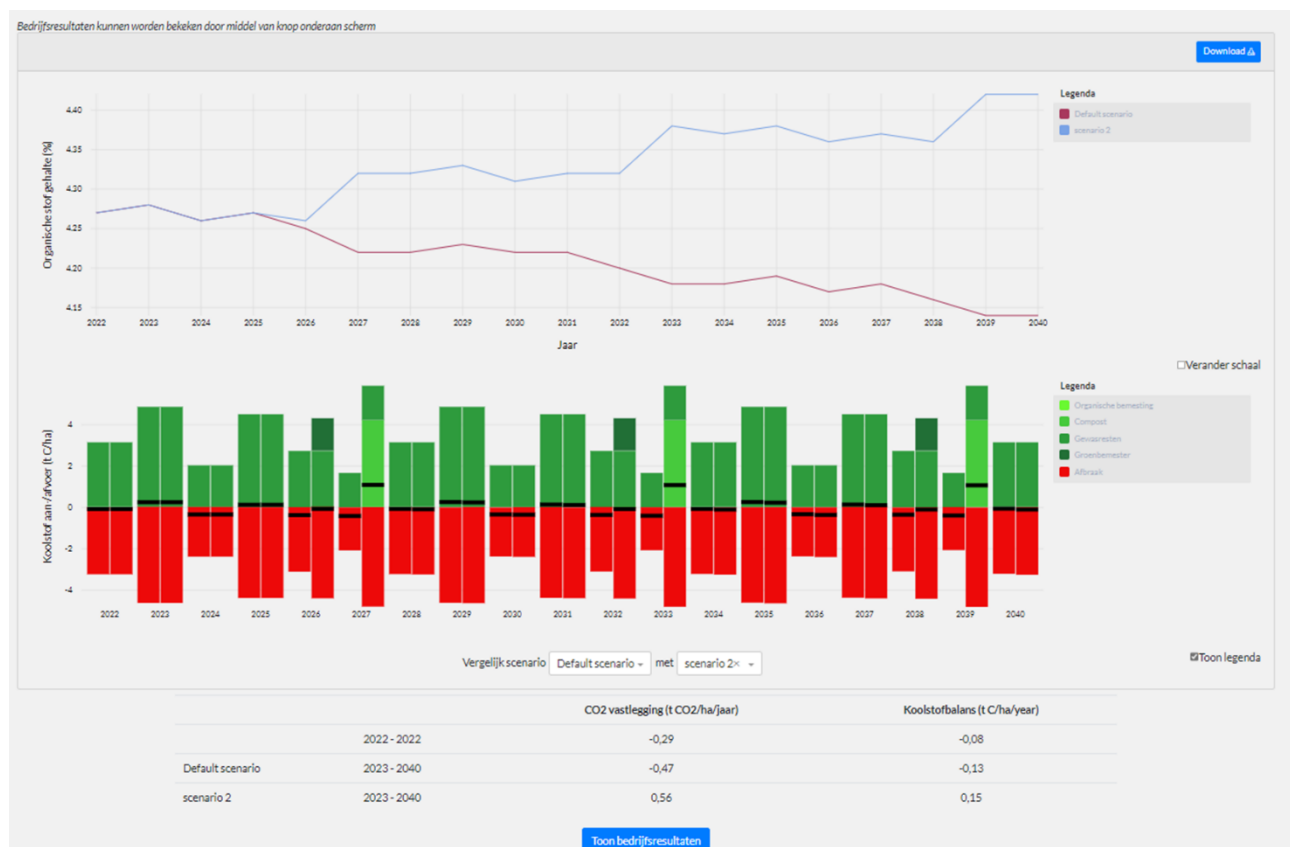 Bedrijfsresultaten kunnen worden bekeken door middel van knop onderaan scherm
Download
Legenda
Default scenario
scenario 2
Organische stof gehalte (%)
4.40
4.35
4.30
4.25
4.20
4.15
2022 2023 2024 2025 2026 2027 2028 2029 2030 2031 2032 2033 2034 2035 2036 2037 2038 2039 2040
Jaar
Verander schaal
Legenda
Organische bemesting
Compost
Gewasresten
Groenbemester
Afbraak
Koolstof aan-/afvoer (t C/ha)
4
2
0
-2
-4
2022 2023 2024 2025 2026 2027 2028 2029 2030 2031 2032 2033 2034 2035 2036 2037 2038 2039 2040
Vergelijk scenario Default scenario met scenario 2×
Toon legenda
CO2 vastlegging (t CO2/ha/jaar) Koolstofbalans (t C/ha/year)
2022 - 2022 -0,29 -0,08
Default scenario 2023 - 2040 -0,47 -0,13
scenario 2 2023 - 2040 0,56 0,15
Toon bedrijfsresultaten